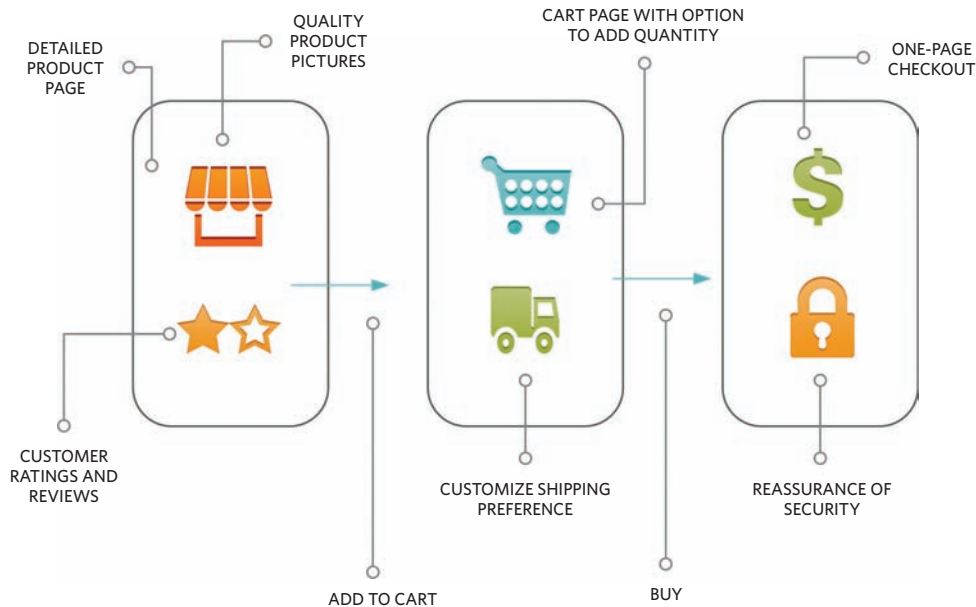 DETAILED
PRODUCT
PAGE
QUALITY
PRODUCT
PICTURES
CART PAGE WITH OPTION
TO ADD QUANTITY
ONE-PAGE
CHECKOUT
CUSTOMER
RATINGS AND
REVIEWS
CUSTOMIZE SHIPPING
PREFERENCE
REASSURANCE OF
SECURITY
ADD TO CART
BUY